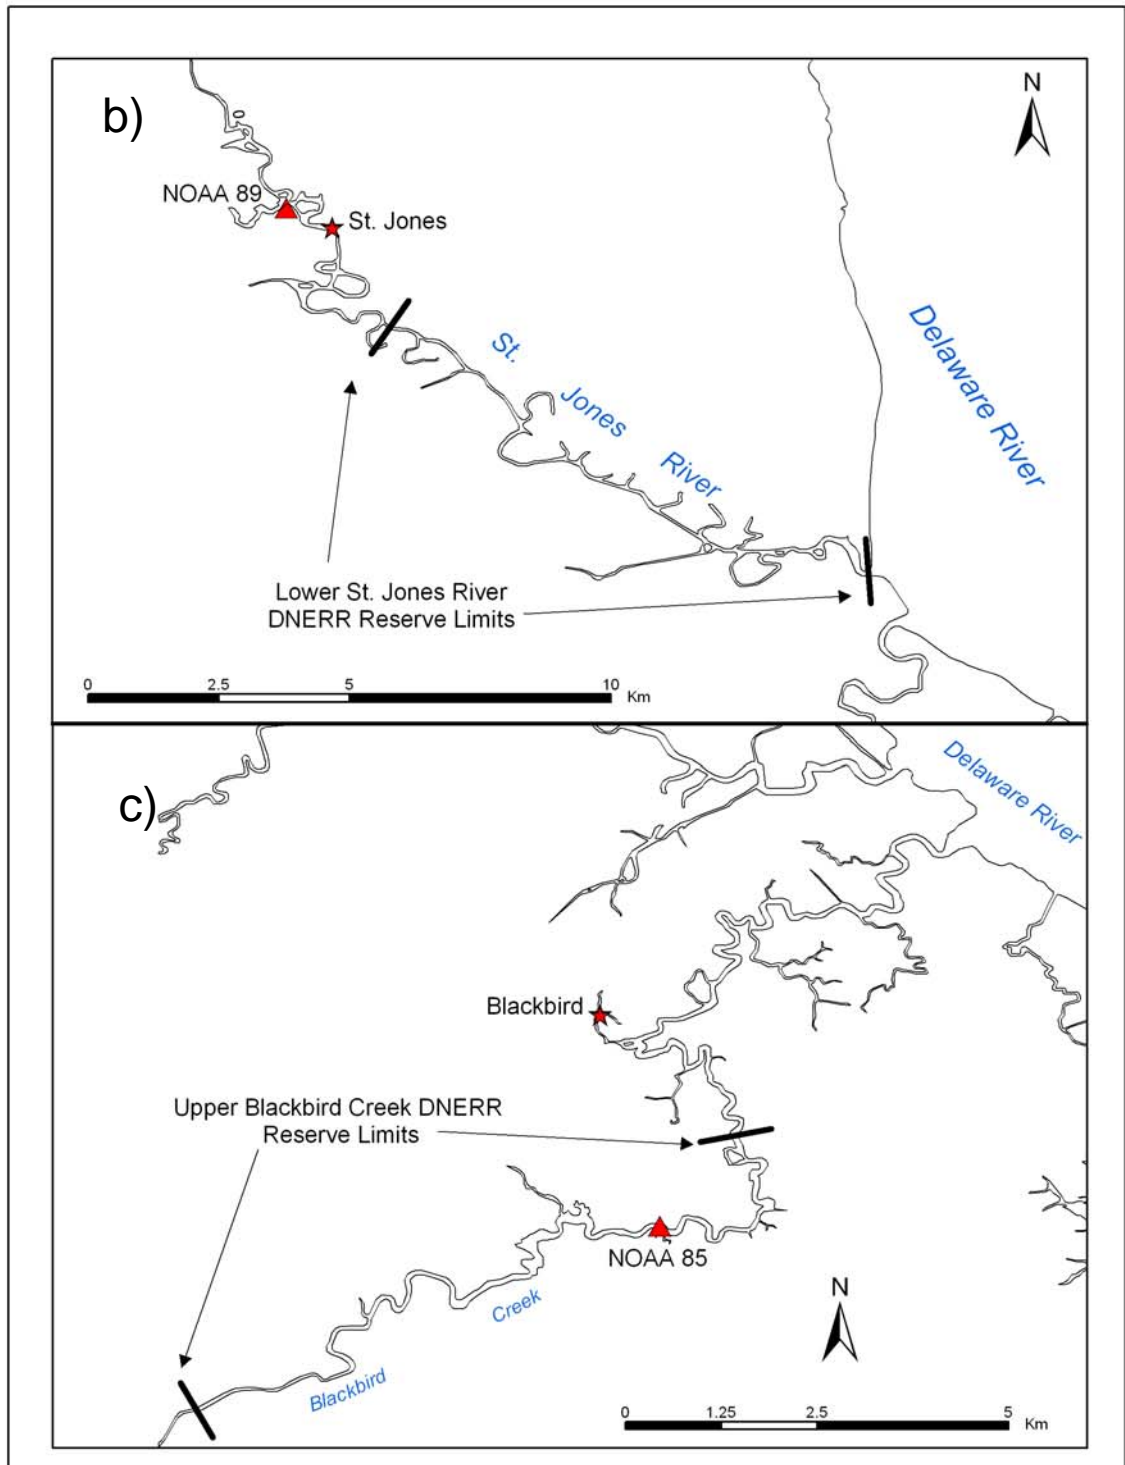 b)
N
NOAA 89
St. Jones
St.
Jones
River
Delaware River
Lower St. Jones River
DNERR Reserve Limits
0 2.5 5 10
Km
c)
Delaware River
Blackbird
Upper Blackbird Creek DNERR
Reserve Limits
NOAA 85
N
Creek
Blackbird
0 1.25 2.5 5
Km